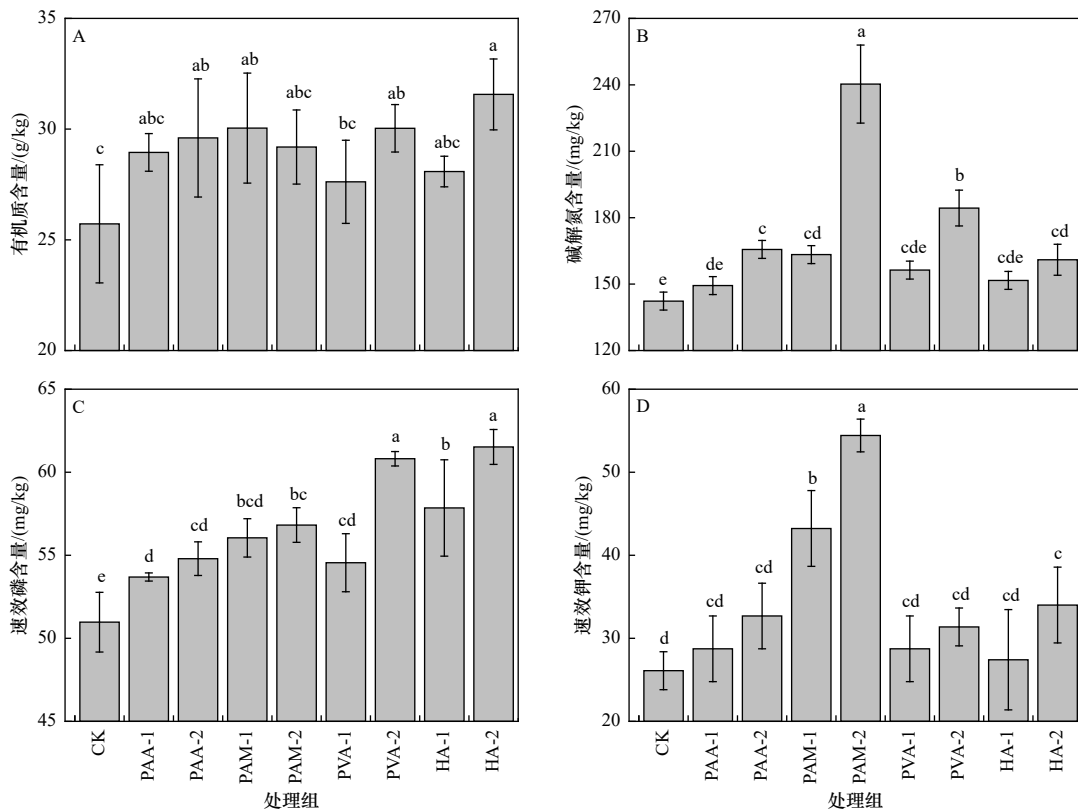 A
有机质含量/(g/kg)
35
30
25
20
c
abc
ab
ab
abc
bc
ab
abc
a
B
碱解氮含量/(mg/kg)
270
240
210
180
150
120
e
de
c
cd
a
cde
b
cde
cd
C
速效磷含量/(mg/kg)
65
60
55
50
45
e
d
cd
bcd
bc
cd
a
b
a
CK
PAA-1
PAA-2
PAM-1
PAM-2
PVA-1
PVA-2
HA-1
HA-2
处理组
D
速效钾含量/(mg/kg)
60
50
40
30
20
d
cd
cd
b
a
cd
cd
cd
c
CK
PAA-1
PAA-2
PAM-1
PAM-2
PVA-1
PVA-2
HA-1
HA-2
处理组